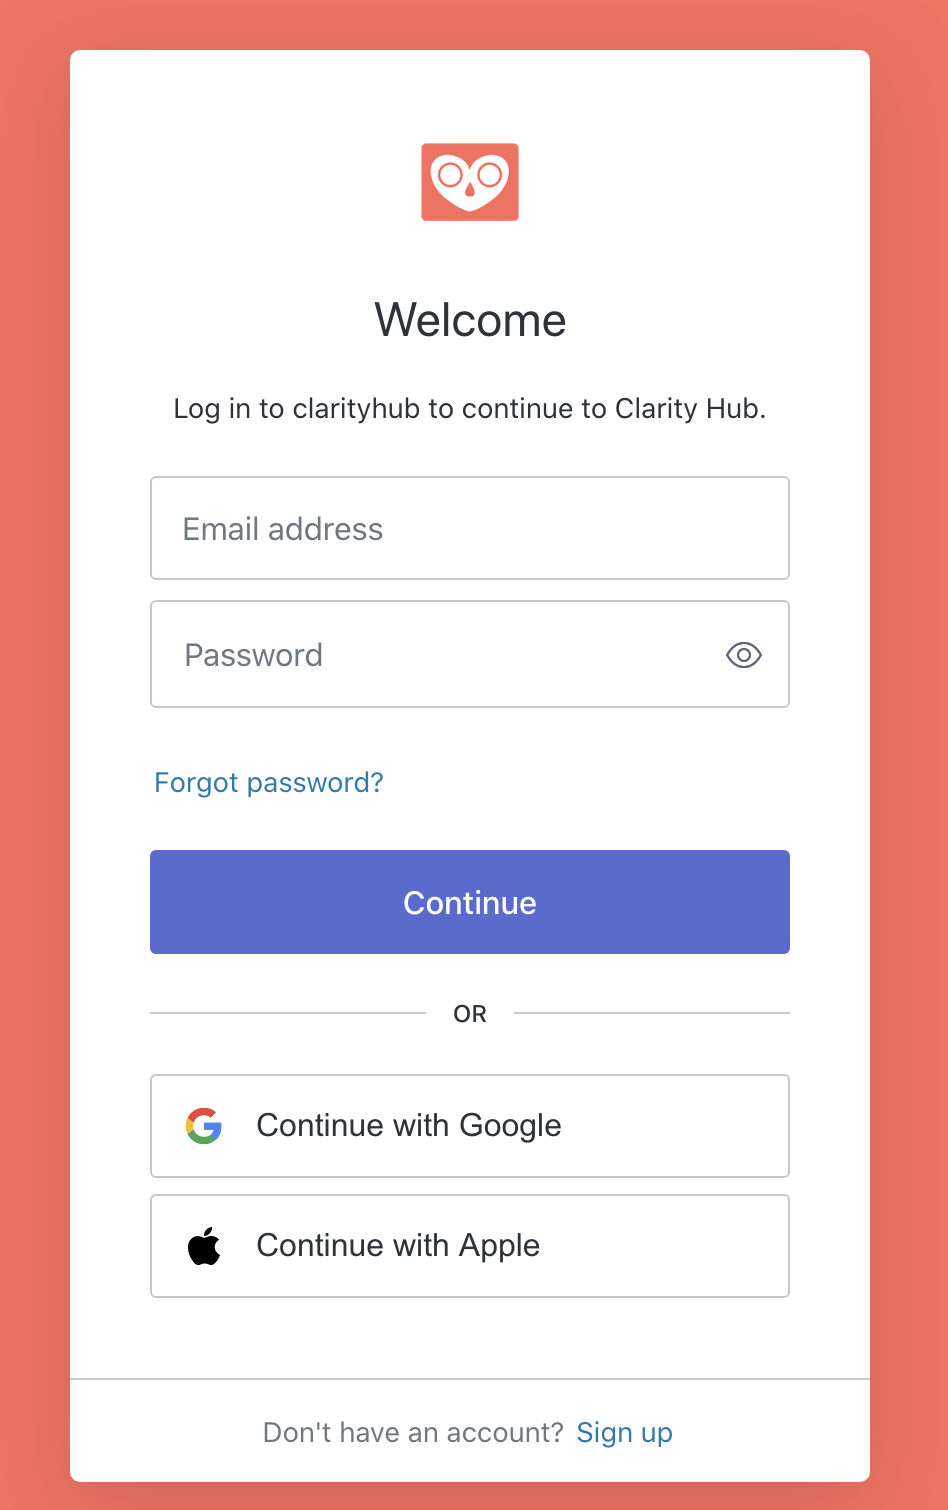 Welcome
Log in to clarityhub to continue to Clarity Hub.
Email address
Password
Forgot password?
Continue
OR
Continue with Google
Continue with Apple
Don't have an account? Sign up